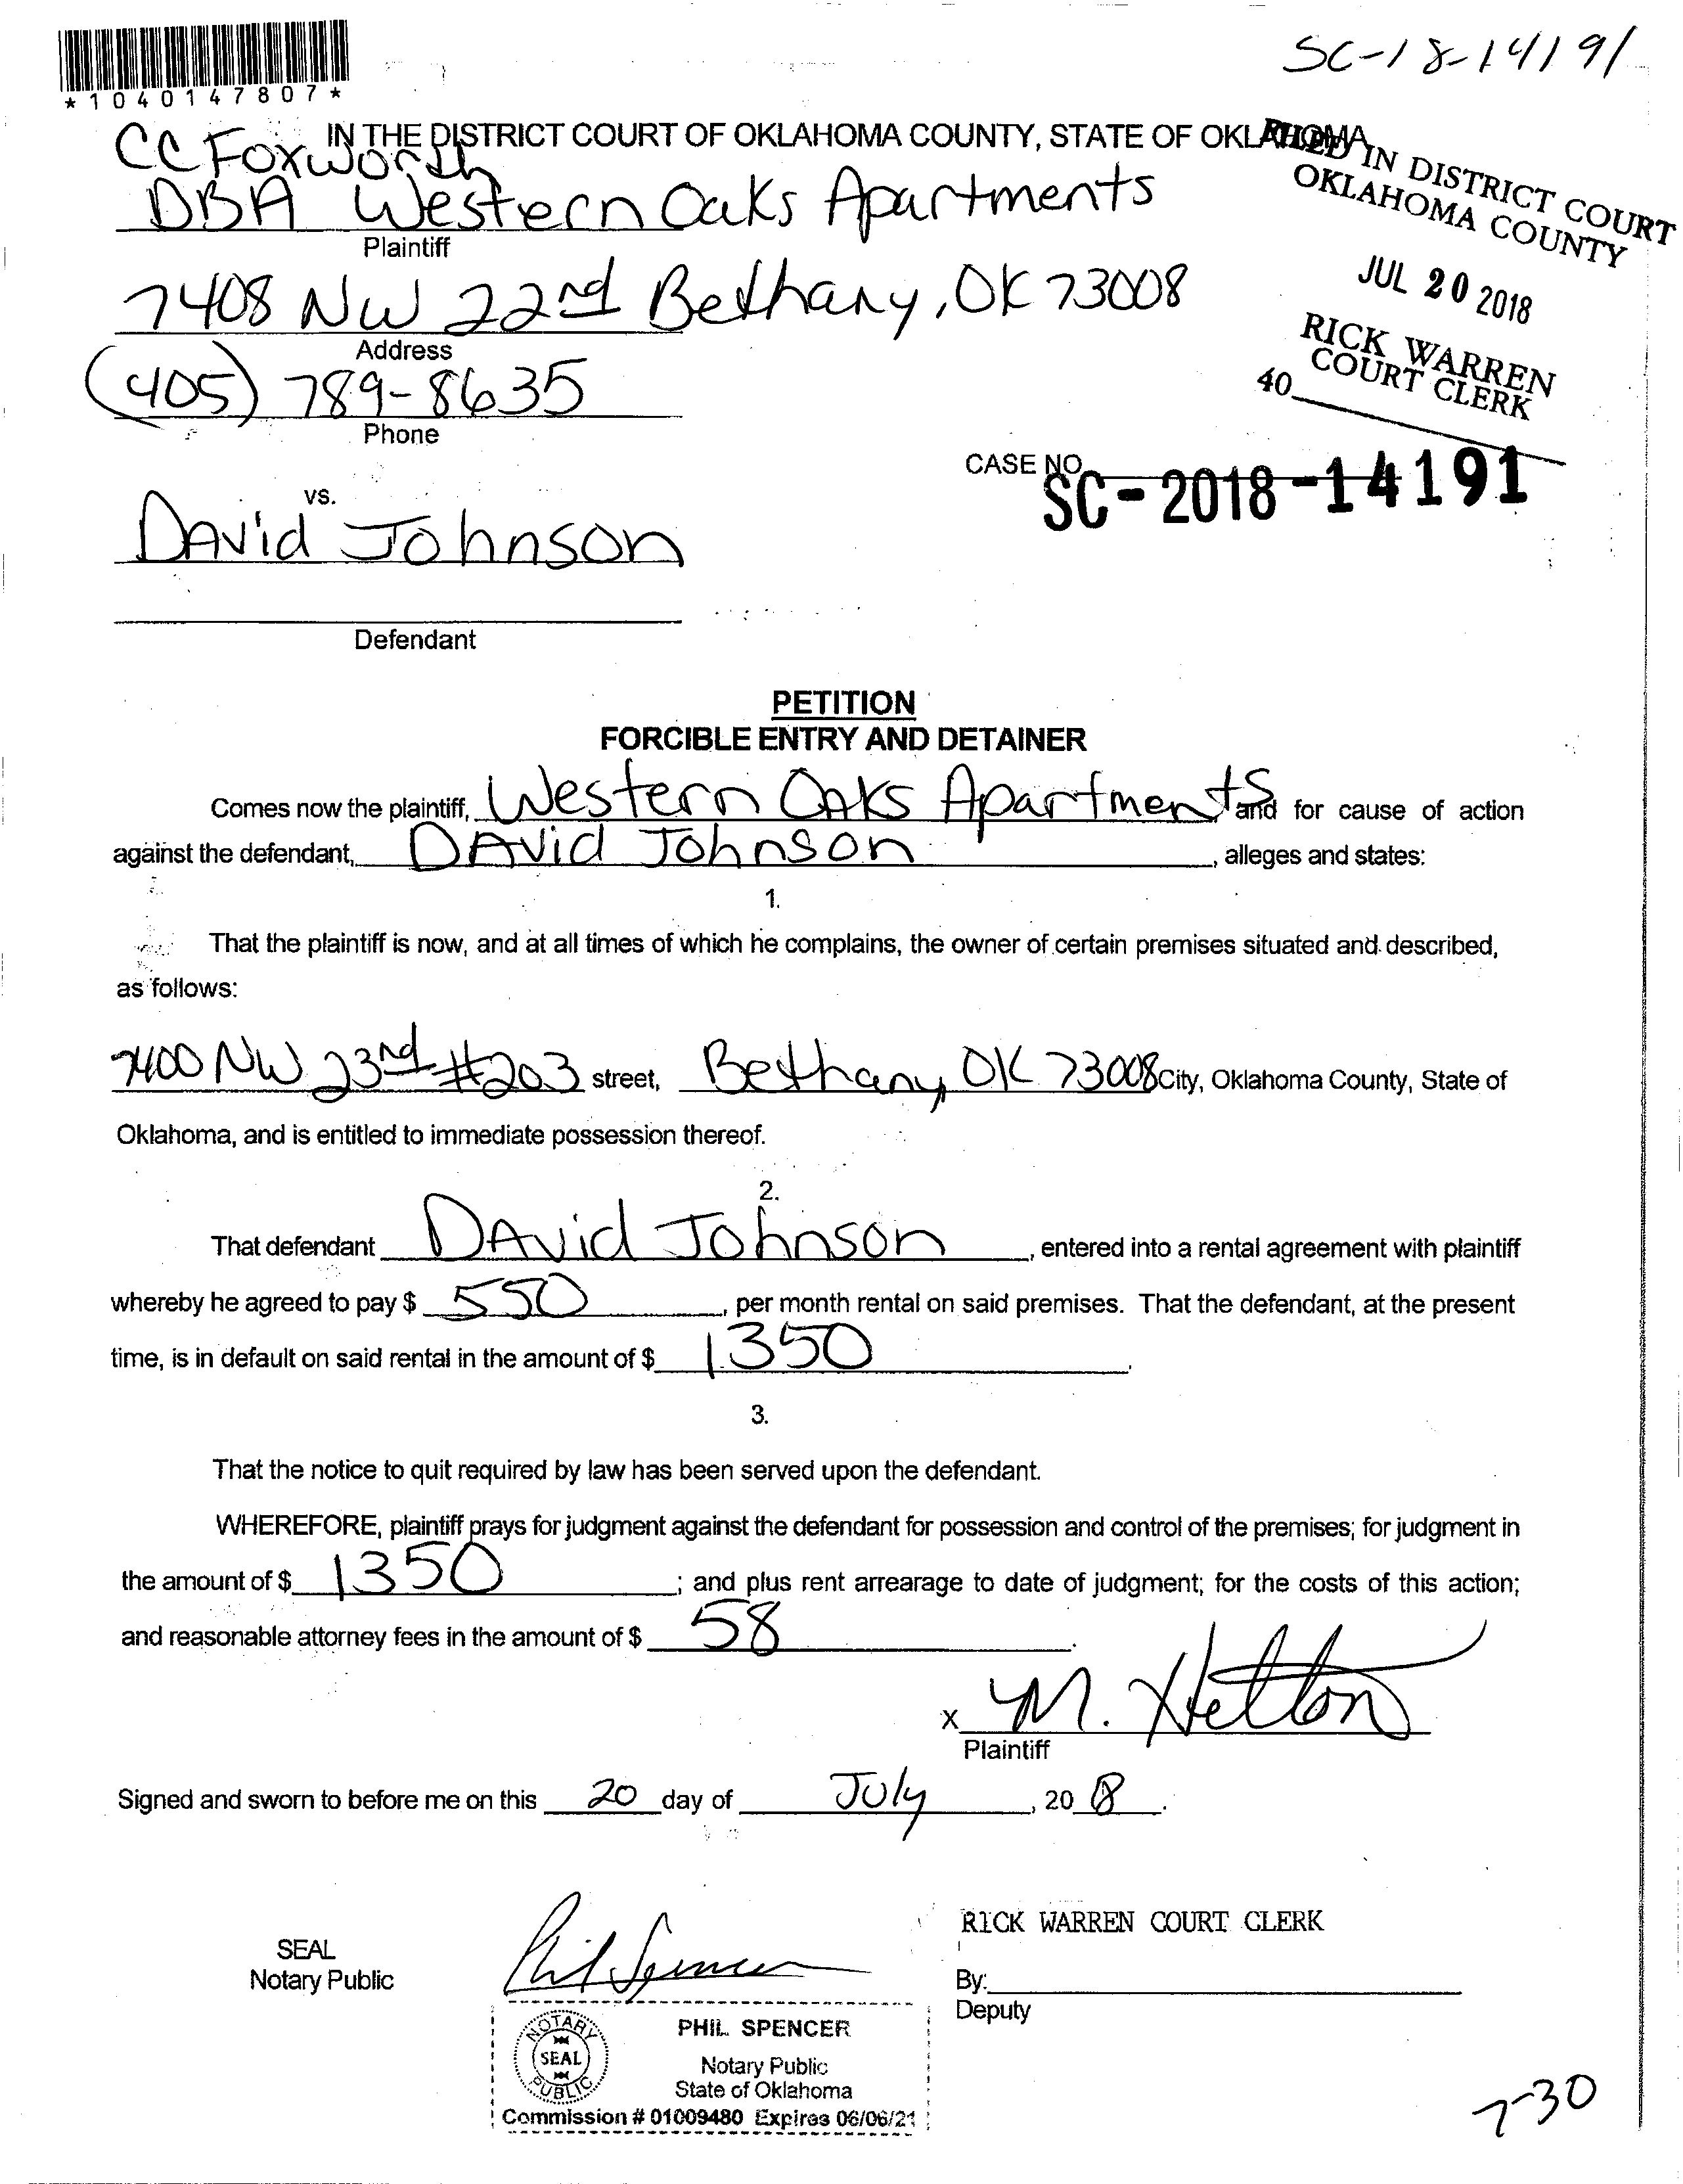 *1040147807*
SC-18-14191
IN THE DISTRICT COURT OF OKLAHOMA COUNTY, STATE OF OKLAHOMA
CC Foxworth
DBA Western Oaks Apartments
Plaintiff
FILED IN DISTRICT COURT
OKLAHOMA COUNTY
JUL 20 2018
RICK WARREN
COURT CLERK
40
7408 NW 22nd Bethany, OK 73008
Address
(405) 789-8635
Phone
CASE NO.
SC-2018-14191
vs.
David Johnson
Defendant
PETITION
FORCIBLE ENTRY AND DETAINER
Comes now the plaintiff, Western Oaks Apartments and for cause of action
against the defendant, David Johnson, alleges and states:
1.
That the plaintiff is now, and at all times of which he complains, the owner of certain premises situated and described,
as follows:
7400 NW 23rd #203 street, Bethany, OK 73008 City, Oklahoma County, State of
Oklahoma, and is entitled to immediate possession thereof.
2.
That defendant David Johnson, entered into a rental agreement with plaintiff
whereby he agreed to pay $ 550, per month rental on said premises. That the defendant, at the present
time, is in default on said rental in the amount of $ 1350.
3.
That the notice to quit required by law has been served upon the defendant.
WHEREFORE, plaintiff prays for judgment against the defendant for possession and control of the premises; for judgment in
the amount of $ 1350; and plus rent arrearage to date of judgment; for the costs of this action;
and reasonable attorney fees in the amount of $ 58.
X M. Helton
Plaintiff
Signed and sworn to before me on this 20 day of July, 20 18.
RICK WARREN COURT CLERK
SEAL
Notary Public
Phil Spencer
By:
Deputy
NOTARY
SEAL
PUBLIC
PHIL SPENCER
Notary Public
State of Oklahoma
Commission # 01009480 Expires 06/06/21
7-30